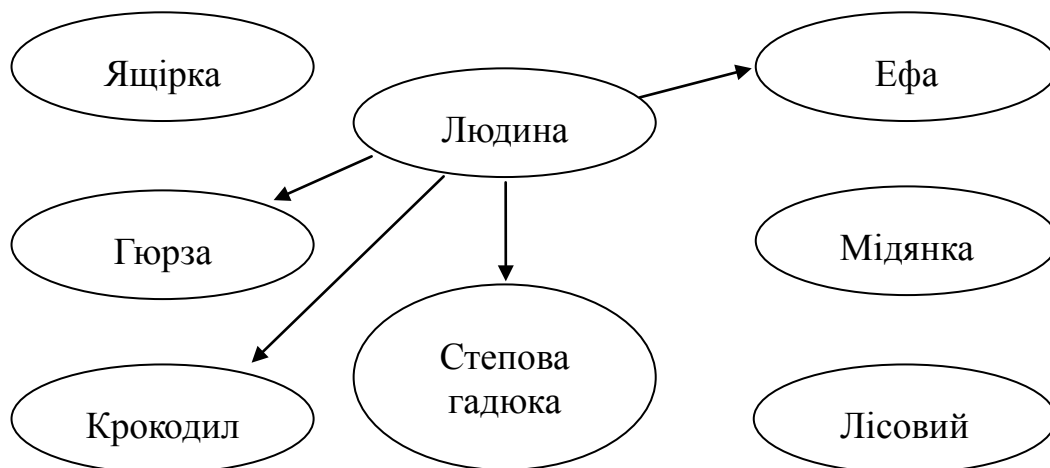 Ящірка
Людина
Ефа
Гюрза
Мідянка
Степова
гадюка
Крокодил
Лісовий